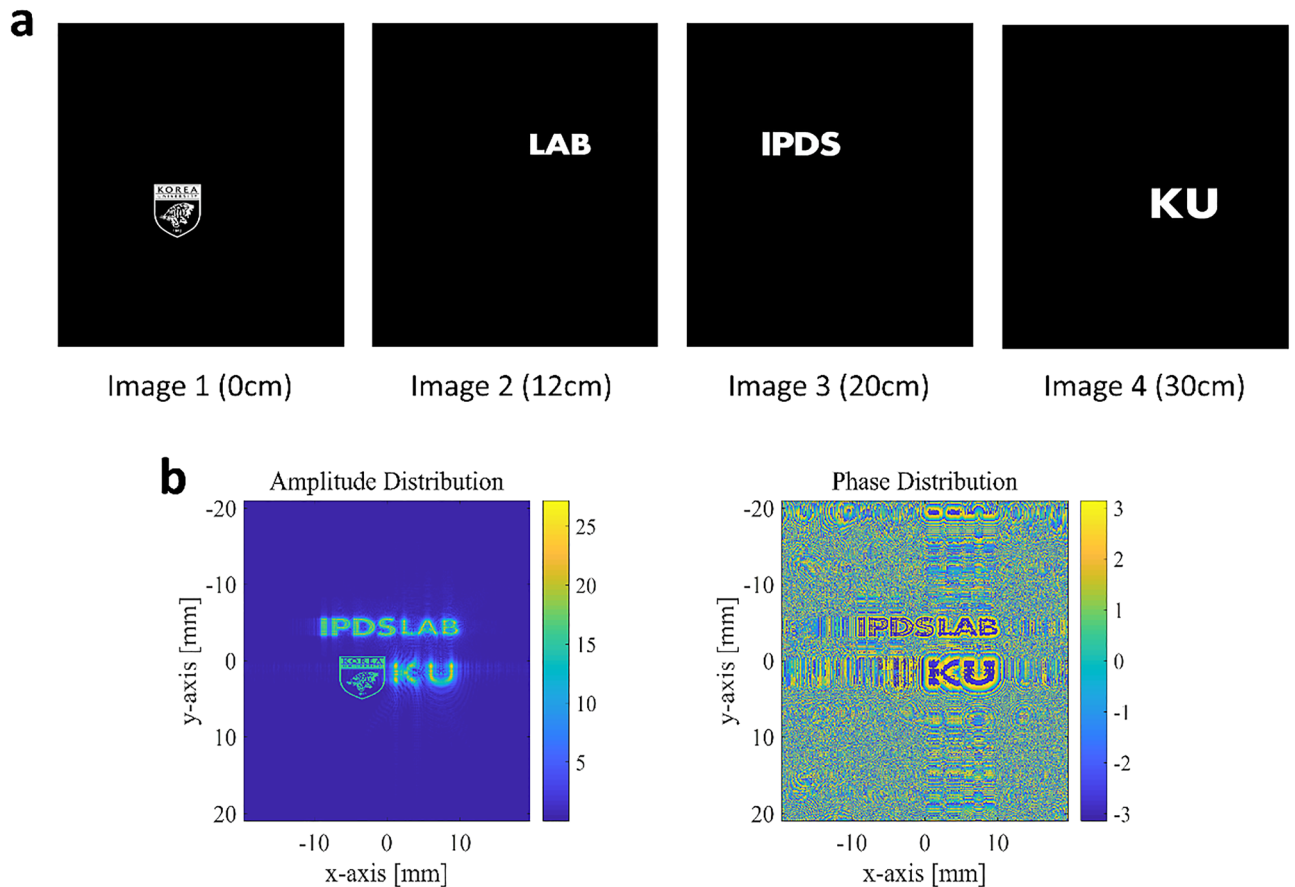 a
KOREA
UNIVERSITY
LAB
IPDS
KU
Image 1 (0cm)
Image 2 (12cm)
Image 3 (20cm)
Image 4 (30cm)
b
Amplitude Distribution
-20
-10
0
10
20
y-axis [mm]
-10 0 10
x-axis [mm]
25
20
15
10
5
IPDSLAB
KOREA
KU
Phase Distribution
-20
-10
0
10
20
y-axis [mm]
-10 0 10
x-axis [mm]
3
2
1
0
-1
-2
-3
IPDSLAB
KU